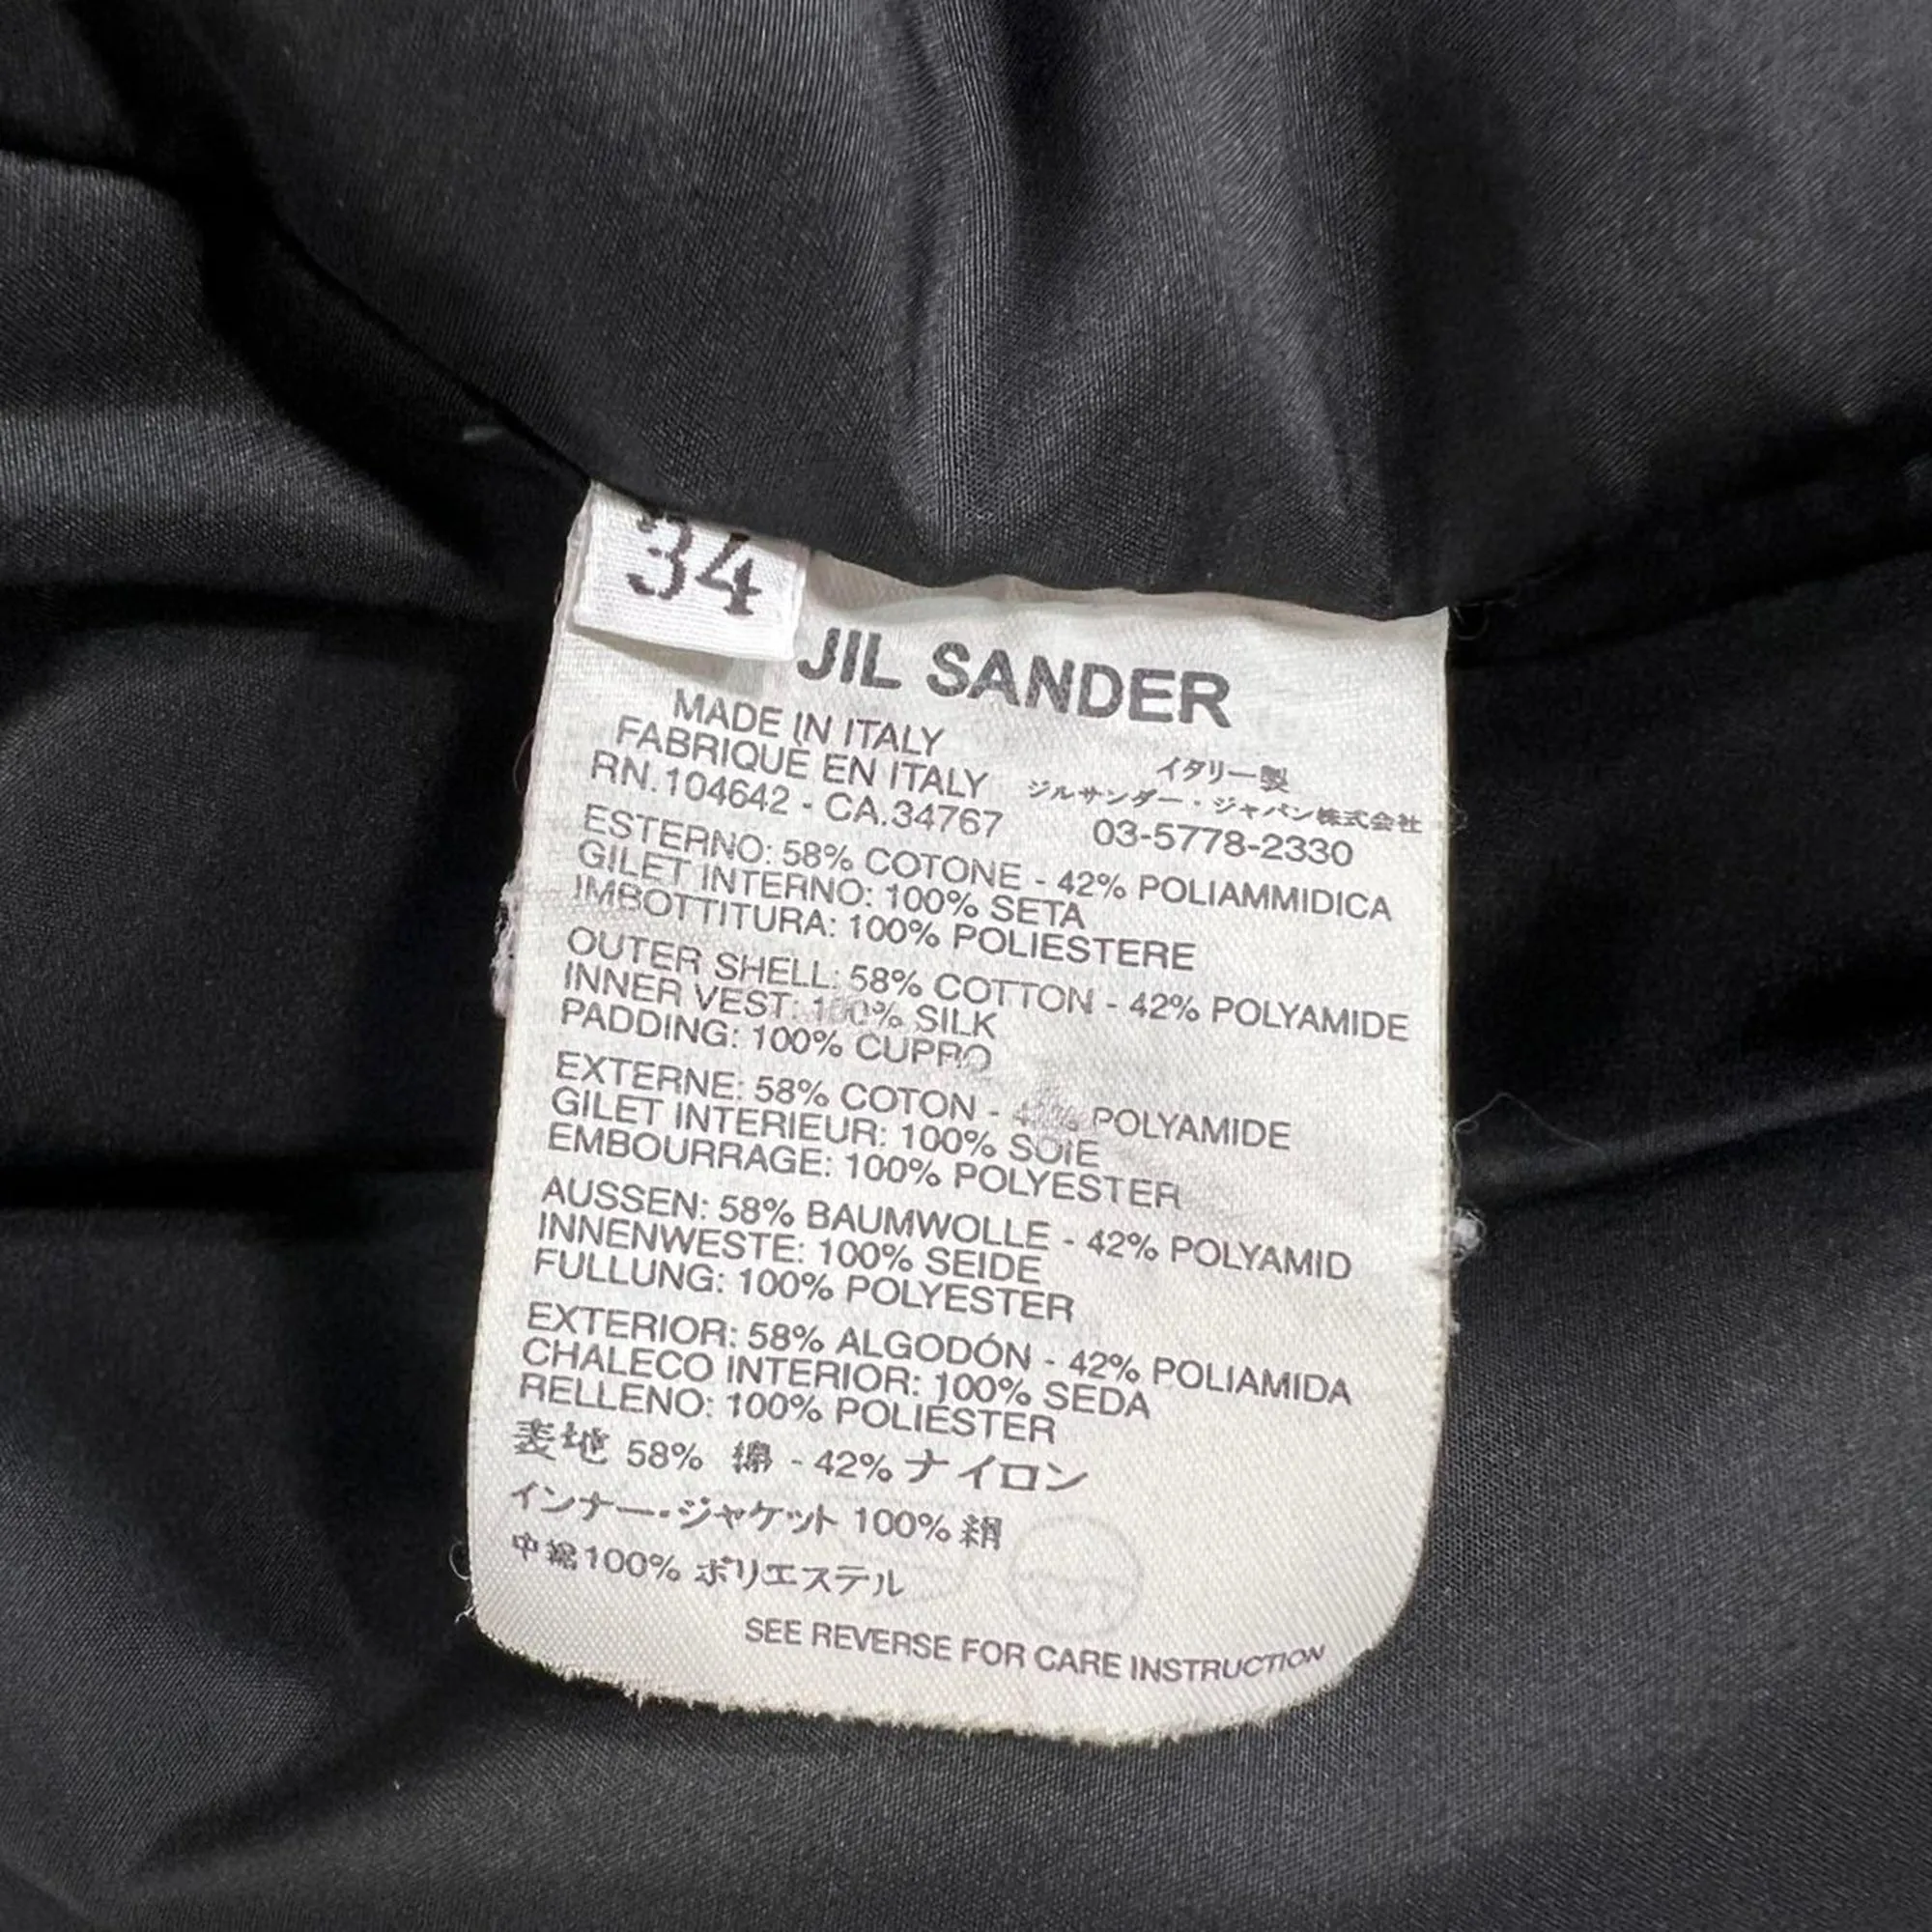 34
JIL SANDER
MADE IN ITALY
FABRIQUÈ EN ITALY
RN.104642 - CA.34767
イタリー製
ジルサンダー・ジャパン株式会社
03-5778-2330
ESTERNO: 58% COTONE - 42% POLIAMMIDICA
GILET INTERNO: 100% SETA
IMBOTTITURA: 100% POLIESTERE
OUTER SHELL: 58% COTTON - 42% POLYAMIDE
INNER VEST: 100% SILK
PADDING: 100% CUPRO
EXTERNE: 58% COTON - 42% POLYAMIDE
GILET INTERIEUR: 100% SOIE
EMBOURRAGE: 100% POLYESTER
AUSSEN: 58% BAUMWOLLE - 42% POLYAMID
INNENWESTE: 100% SEIDE
FULLUNG: 100% POLYESTER
EXTERIOR: 58% ALGODÓN - 42% POLIAMIDA
CHALECO INTERIOR: 100% SEDA
RELLENO: 100% POLIÉSTER
表地 58% 綿 - 42% ナイロン
インナー・ジャケット 100% 絹
中綿100% ポリエステル
SEE REVERSE FOR CARE INSTRUCTION